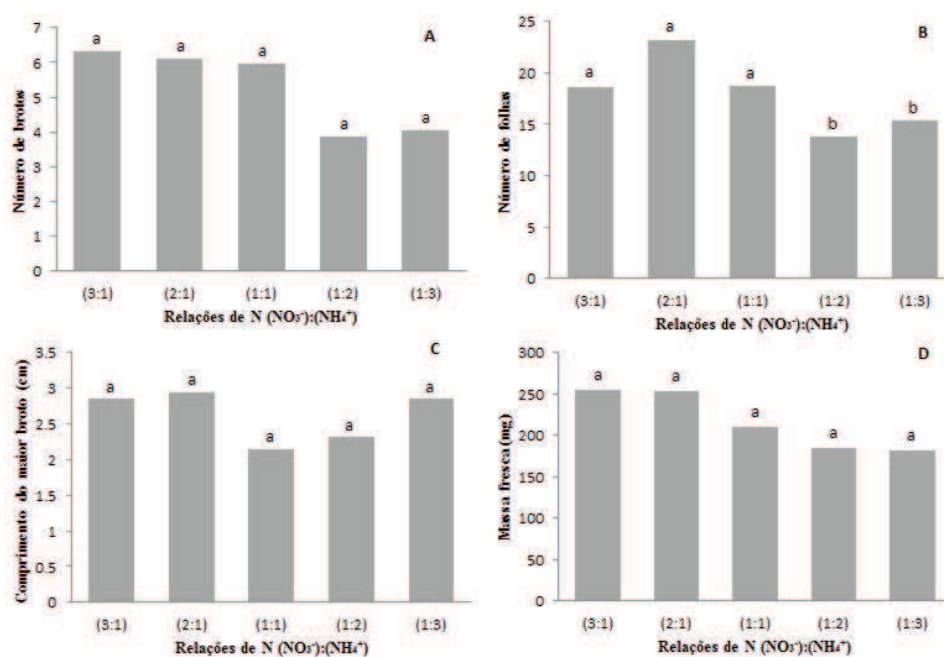 A
Número de brotos
7
6
5
4
3
2
1
0
a a a a a
(3:1) (2:1) (1:1) (1:2) (1:3)
Relações de N (NO₃⁻):(NH₄⁺)
B
Número de folhas
25
20
15
10
5
0
a a a b b
(3:1) (2:1) (1:1) (1:2) (1:3)
Relações de N (NO₃⁻):(NH₄⁺)
C
Comprimento do maior broto (cm)
3.5
3
2.5
2
1.5
1
0.5
0
a a a a a
(3:1) (2:1) (1:1) (1:2) (1:3)
Relações de N (NO₃⁻):(NH₄⁺)
D
Massa fresca (mg)
300
250
200
150
100
50
0
a a a a a
(3:1) (2:1) (1:1) (1:2) (1:3)
Relações de N (NO₃⁻):(NH₄⁺)